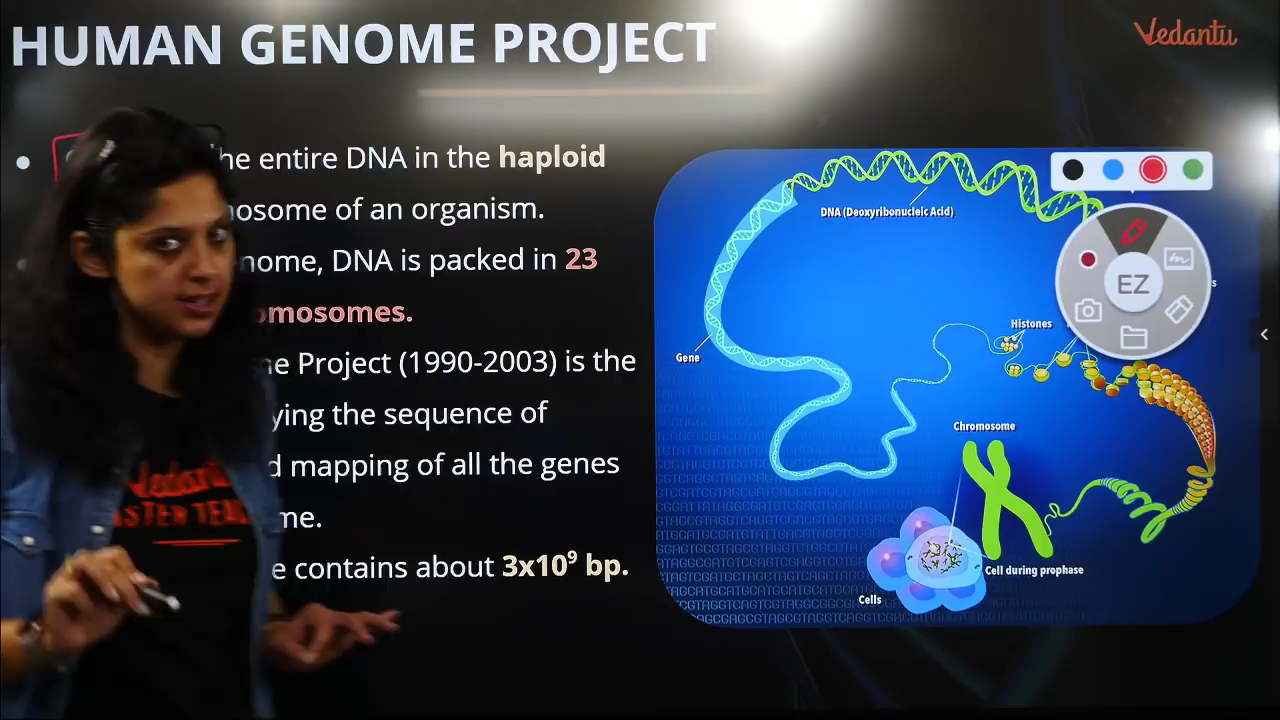 HUMAN GENOME PROJECT
Vedantu
he entire DNA in the haploid
nosome of an organism.
nome, DNA is packed in 23
omosomes.
e Project (1990-2003) is the
ying the sequence of
d mapping of all the genes
me.
e contains about 3x10⁹ bp.
DNA (Deoxyribonucleic Acid)
EZ
Histones
Gene
Chromosome
Cell during prophase
Cells
Vedantu
MASTER TEA